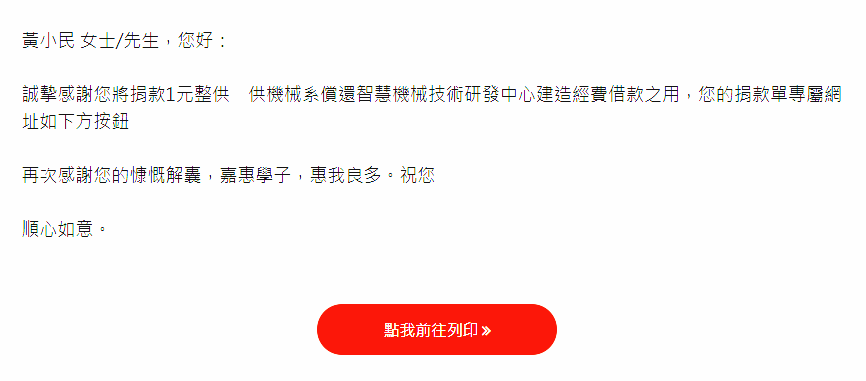 黃小民 女士/先生，您好：
誠摯感謝您將捐款1元整供　供機械系償還智慧機械技術研發中心建造經費借款之用，您的捐款單專屬網
址如下方按鈕
再次感謝您的慷慨解囊，嘉惠學子，惠我良多。祝您
順心如意。
點我前往列印 »